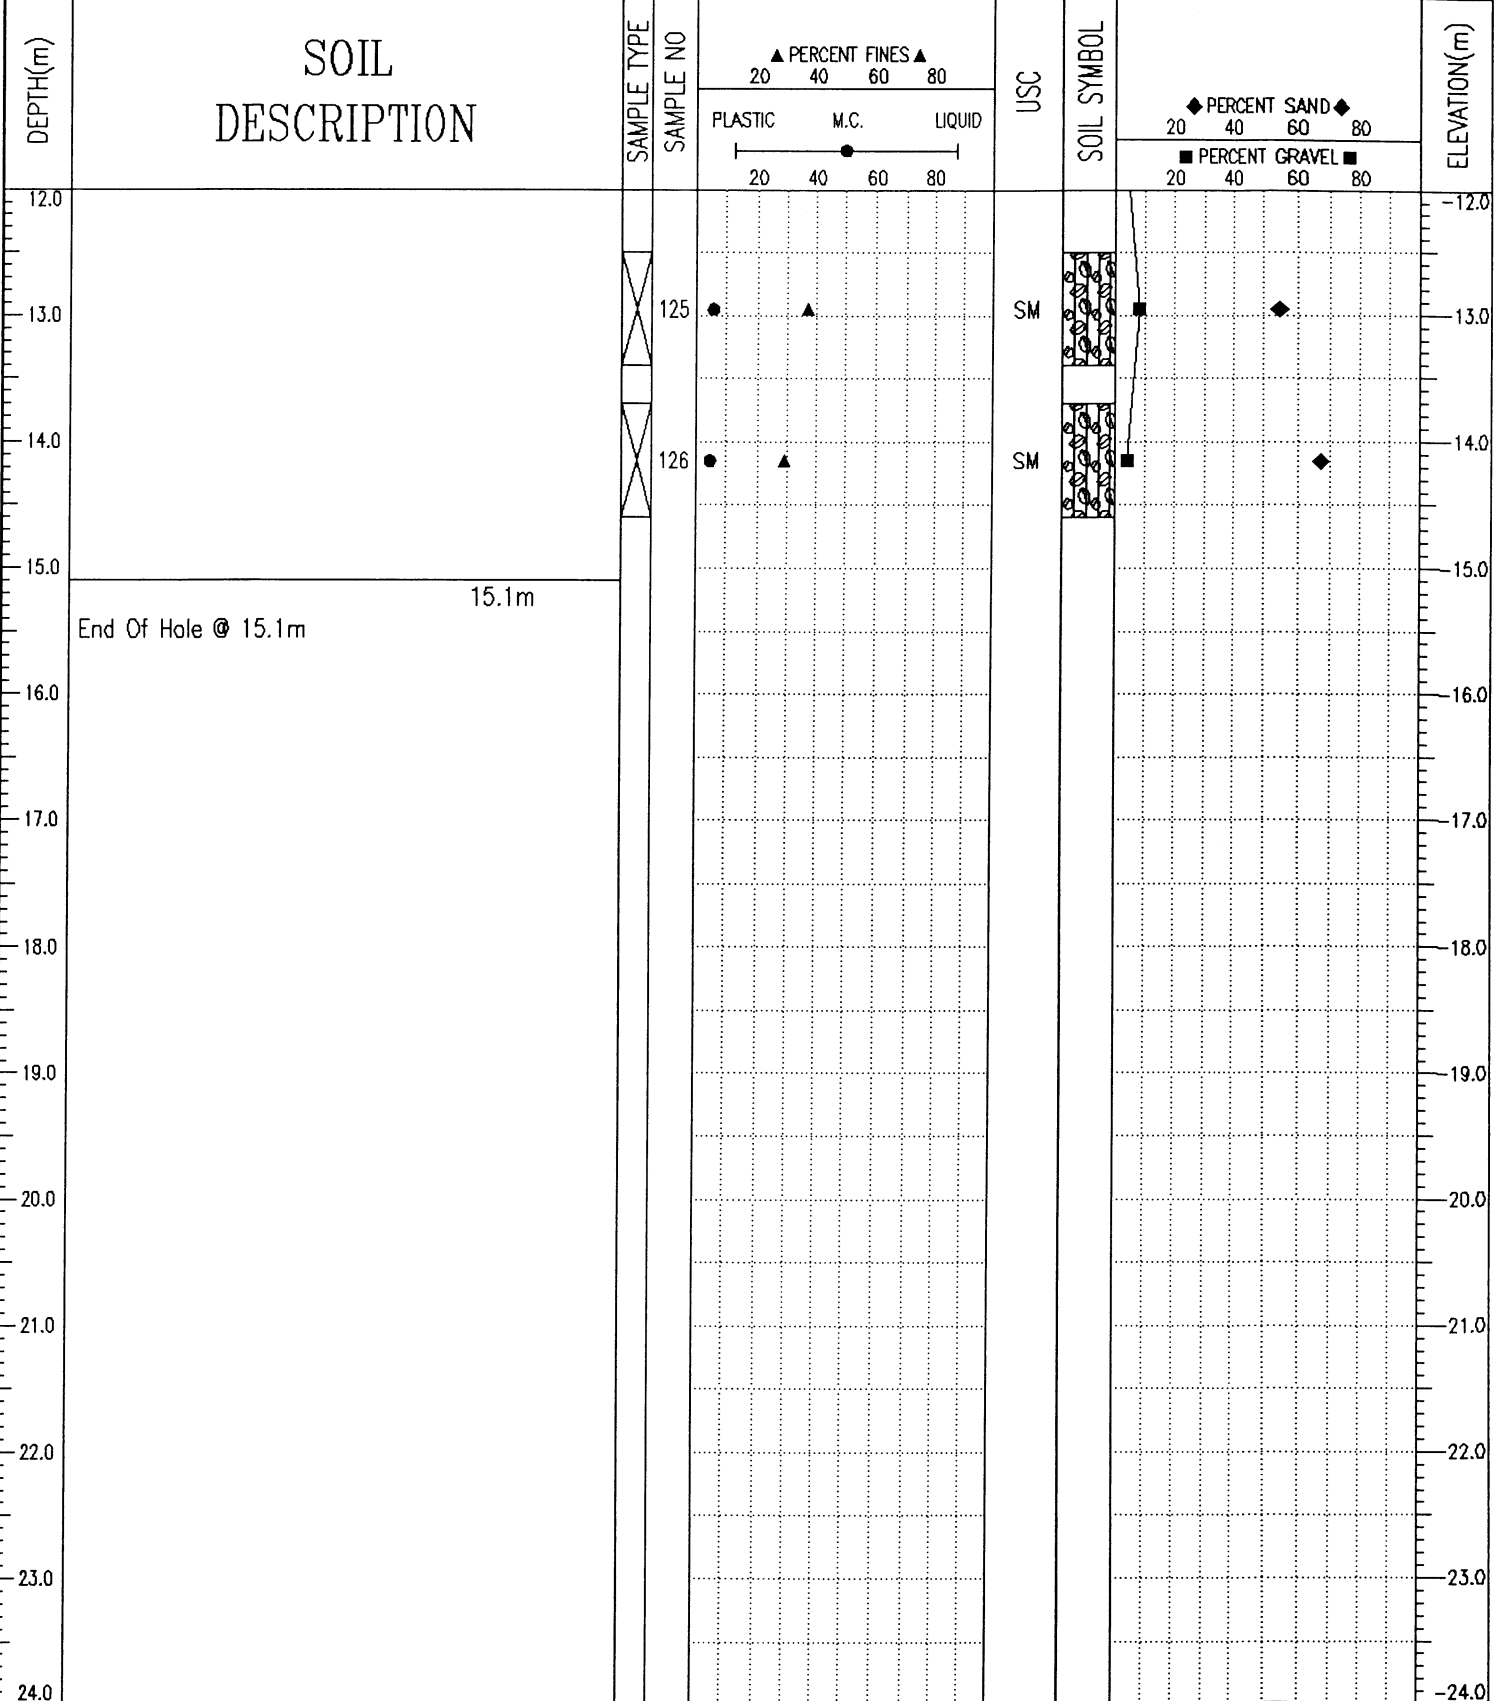 DEPTH(m)
SOIL
DESCRIPTION
SAMPLE TYPE
SAMPLE NO
▲ PERCENT FINES ▲
20 40 60 80
PLASTIC M.C. LIQUID
20 40 60 80
USC
SOIL SYMBOL
◆ PERCENT SAND ◆
20 40 60 80
■ PERCENT GRAVEL ■
20 40 60 80
ELEVATION(m)
12.0 -12.0
13.0 125 SM -13.0
14.0 -14.0
126 SM
15.0 -15.0
15.1m
End Of Hole @ 15.1m
16.0 -16.0
17.0 -17.0
18.0 -18.0
19.0 -19.0
20.0 -20.0
21.0 -21.0
22.0 -22.0
23.0 -23.0
24.0 -24.0